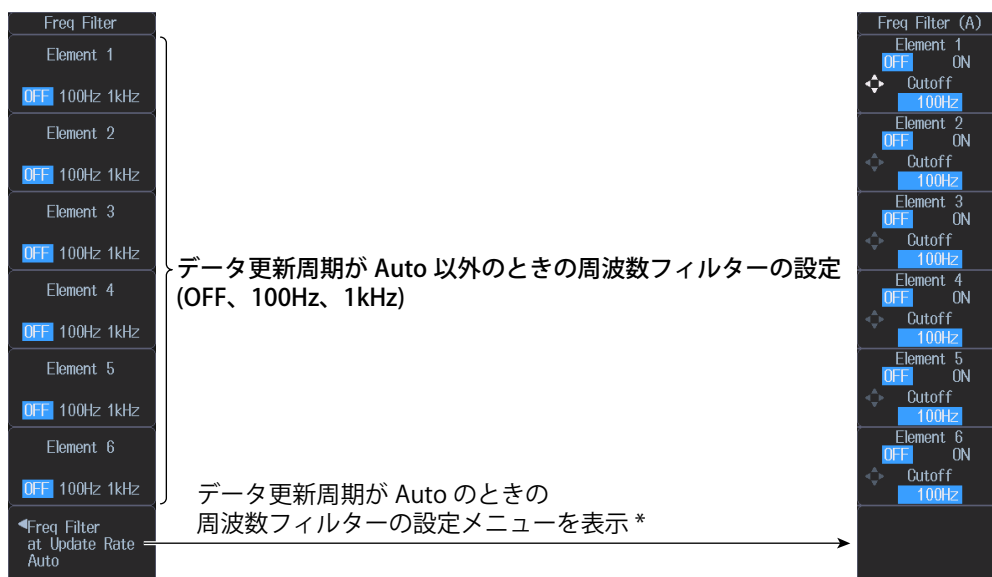 Freq Filter
Element 1
OFF 100Hz 1kHz
Element 2
OFF 100Hz 1kHz
Element 3
OFF 100Hz 1kHz
Element 4
OFF 100Hz 1kHz
Element 5
OFF 100Hz 1kHz
Element 6
OFF 100Hz 1kHz
Freq Filter
at Update Rate
Auto
データ更新周期が Auto 以外のときの周波数フィルターの設定
(OFF、100Hz、1kHz)
データ更新周期が Auto のときの
周波数フィルターの設定メニューを表示 *
Freq Filter (A)
Element 1
OFF ON
Cutoff
100Hz
Element 2
OFF ON
Cutoff
100Hz
Element 3
OFF ON
Cutoff
100Hz
Element 4
OFF ON
Cutoff
100Hz
Element 5
OFF ON
Cutoff
100Hz
Element 6
OFF ON
Cutoff
100Hz